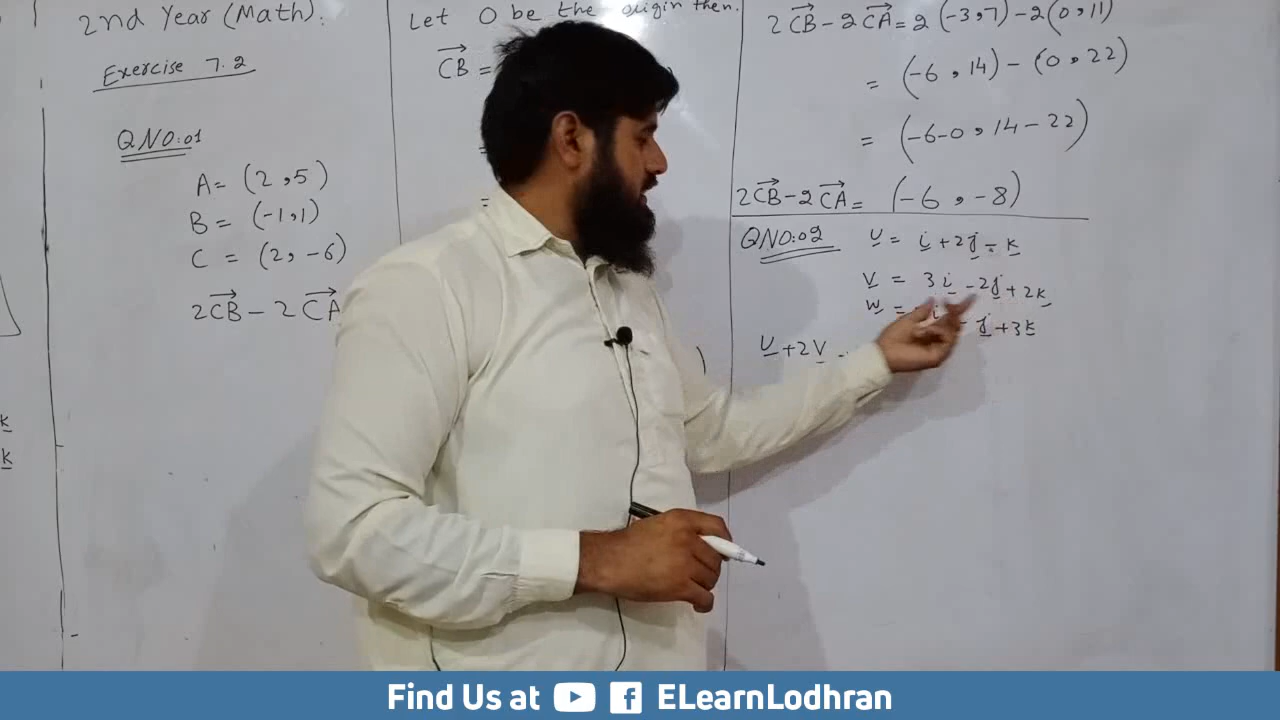 2nd Year (Math).
Exercise 7.2
QNO:01
A= (2,5)
B = (-1,1)
C = (2,-6)
2CB→ - 2CA→
Let O be the origin then.
CB→ =
=
=
2CB→ - 2CA→ = 2(-3,7) - 2(0,11)
= (-6,14) - (0,22)
= (-6-0,14-22)
2CB→ - 2CA→ = (-6,-8)
QNO:02 U = i + 2j - k
V = 3i - 2j + 2k
W = i - j + 3k
U + 2V
k
k
Find Us at ELearnLodhran